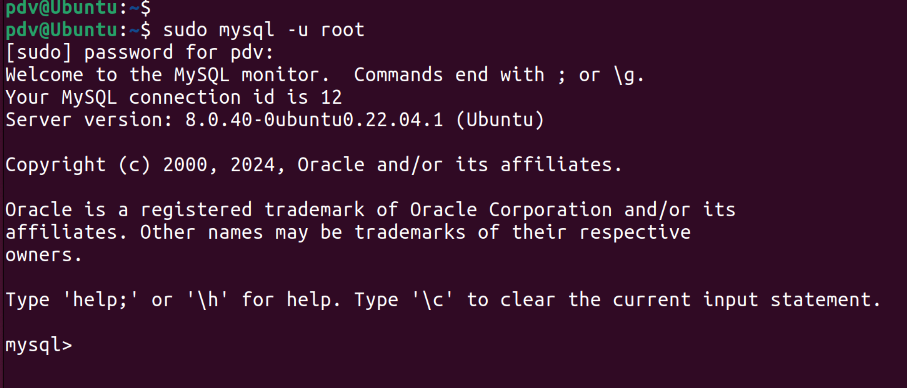 pdv@Ubuntu:~$
pdv@Ubuntu:~$ sudo mysql -u root
[sudo] password for pdv:
Welcome to the MySQL monitor.  Commands end with ; or \g.
Your MySQL connection id is 12
Server version: 8.0.40-0ubuntu0.22.04.1 (Ubuntu)

Copyright (c) 2000, 2024, Oracle and/or its affiliates.

Oracle is a registered trademark of Oracle Corporation and/or its
affiliates. Other names may be trademarks of their respective
owners.

Type 'help;' or '\h' for help. Type '\c' to clear the current input statement.

mysql>